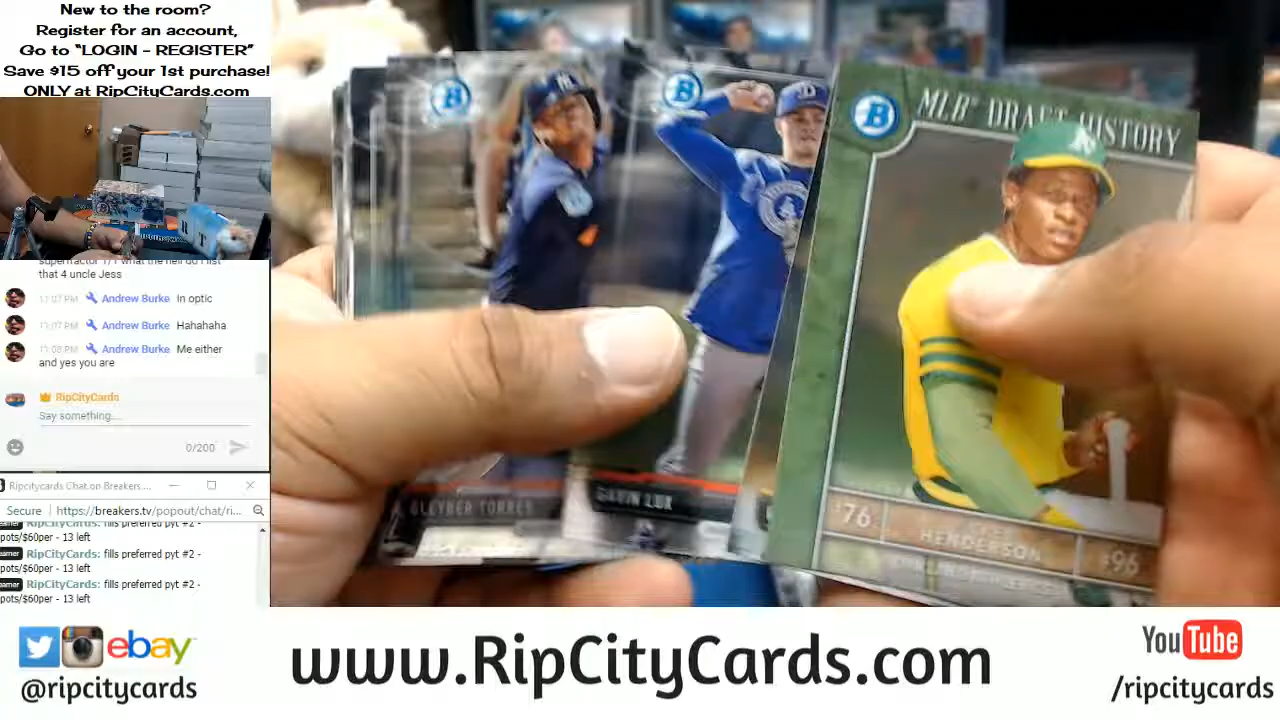 New to the room?
Register for an account,
Go to "LOGIN - REGISTER"
Save $15 off your 1st purchase!
ONLY at RipCityCards.com
that 4 uncle Jess
11:07 PM Andrew Burke In optic
11:07 PM Andrew Burke Hahahaha
11:08 PM Andrew Burke Me either
and yes you are
RipCityCards
Say something...
0/200
Ripcitycards Chat on Breakers...
Secure https://breakers.tv/popout/chat/ri...
RipCityCards: fills preferred pyt #2 -
pots/$60per - 13 left
RipCityCards: fills preferred pyt #2 -
pots/$60per - 13 left
RipCityCards: fills preferred pyt #2 -
pots/$60per - 13 left
B
GLEYBER TORRES
B
D
GAVIN LUX
B
MLB DRAFT HISTORY
A's
'76
HENDERSON
#96
ebay
@ripcitycards
www.RipCityCards.com
YouTube
/ripcitycards